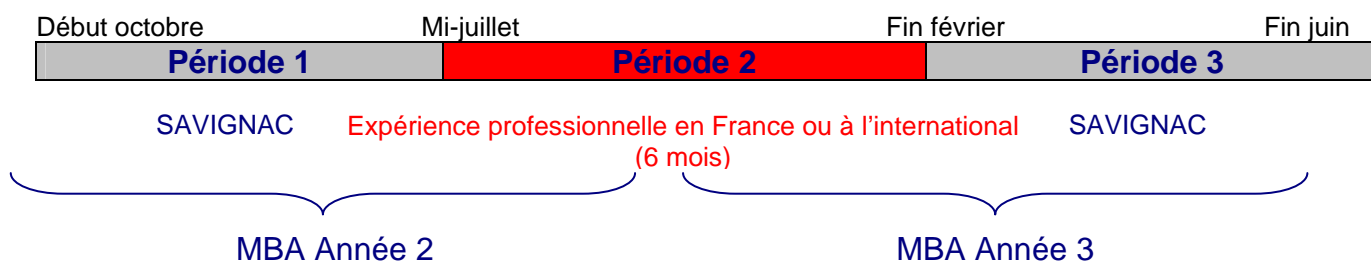 Début octobre Mi-juillet Fin février Fin juin
Période 1 Période 2 Période 3
SAVIGNAC Expérience professionnelle en France ou à l'international SAVIGNAC
(6 mois)
MBA Année 2 MBA Année 3